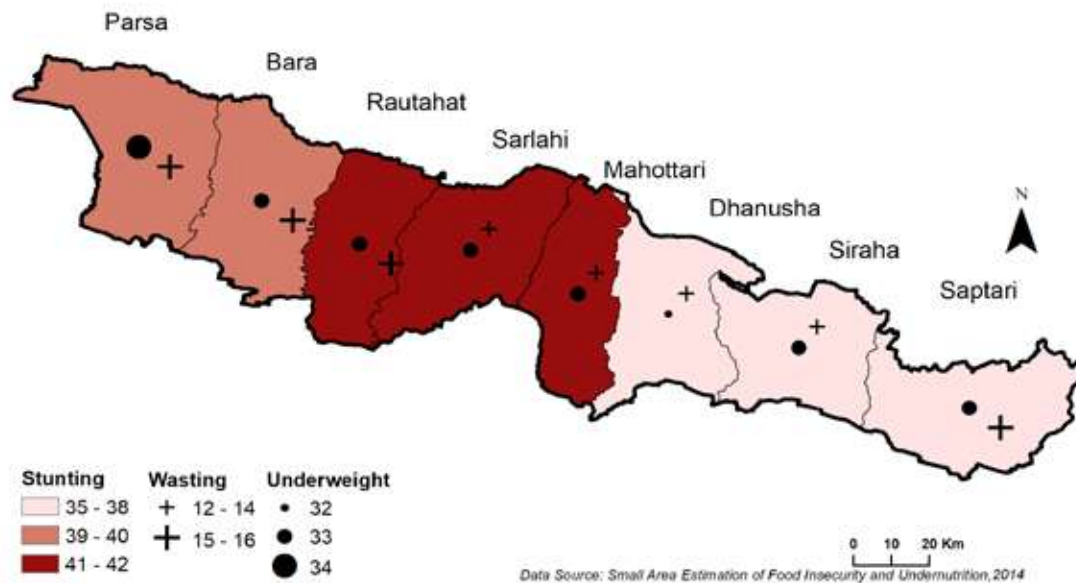 Parsa
Bara
Rautahat
Sarlahi
Mahottari
Dhanusha
Siraha
Saptari
N
Stunting
35 - 38
39 - 40
41 - 42
Wasting
12 - 14
15 - 16
Underweight
32
33
34
0 10 20 Km
Data Source: Small Area Estimation of Food Insecurity and Undernutrition,2014